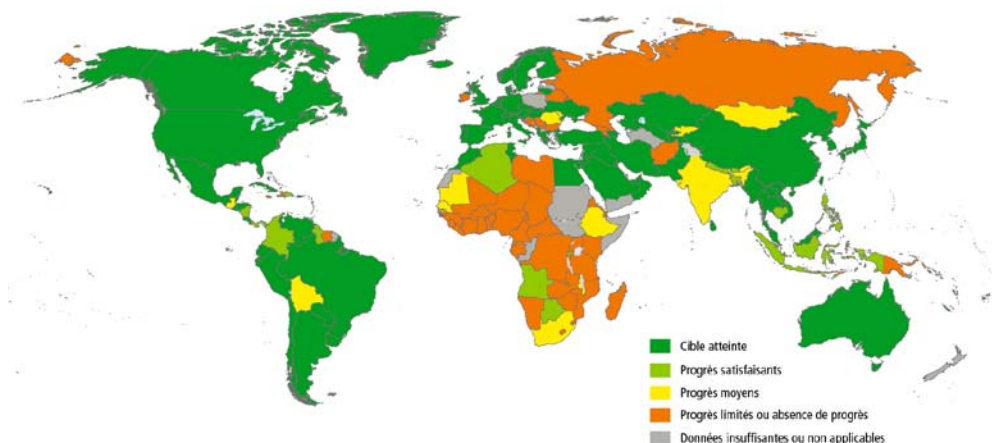 Cible atteinte
Progrès satisfaisants
Progrès moyens
Progrès limités ou absence de progrès
Données insuffisantes ou non applicables